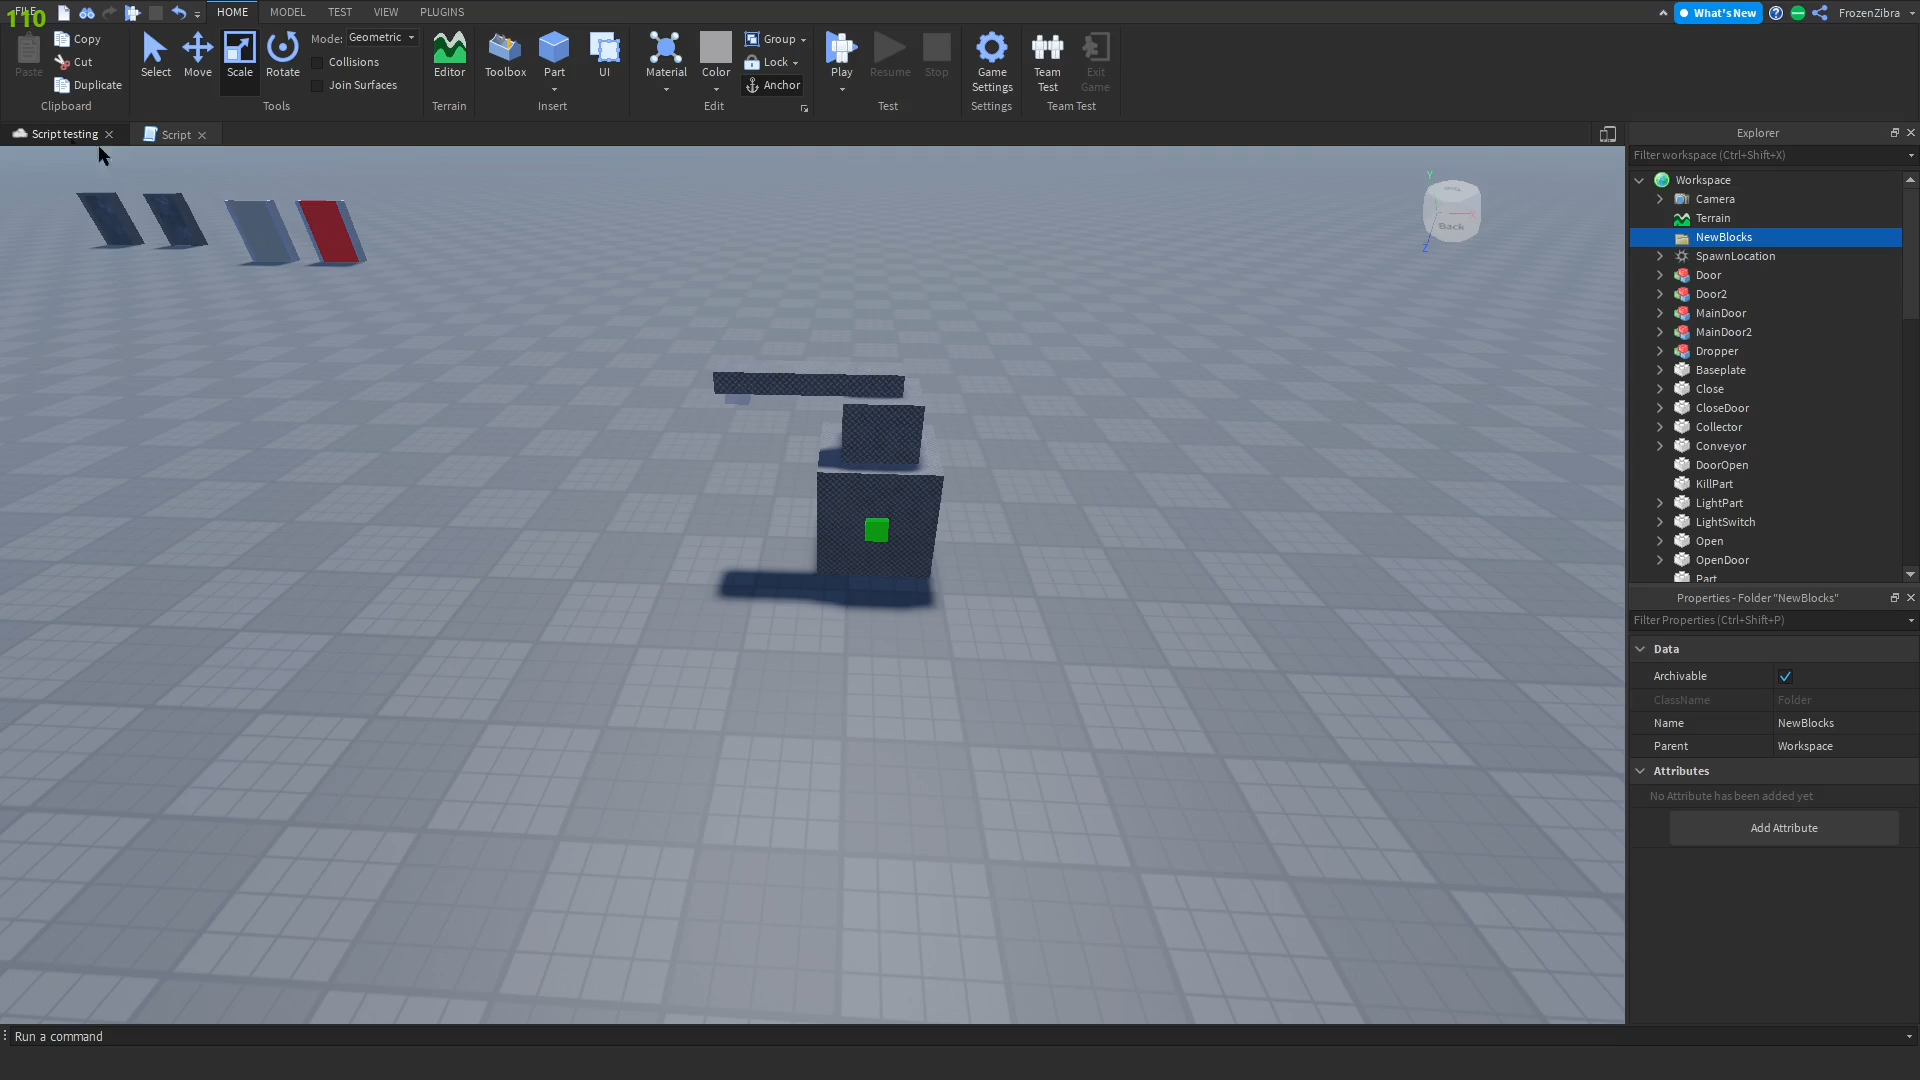 110
FILE
HOME
MODEL
TEST
VIEW
PLUGINS
What's New
FrozenZibra
Paste
Copy
Cut
Duplicate
Clipboard
Select
Move
Scale
Rotate
Mode: Geometric
Collisions
Join Surfaces
Tools
Editor
Terrain
Toolbox
Part
UI
Insert
Material
Color
Group
Lock
Anchor
Edit
Play
Resume
Stop
Test
Game
Settings
Settings
Team
Test
Exit
Game
Team Test
Script testing
Script
Back
Y
Z
Explorer
Filter workspace (Ctrl+Shift+X)
Workspace
Camera
Terrain
NewBlocks
SpawnLocation
Door
Door2
MainDoor
MainDoor2
Dropper
Baseplate
Close
CloseDoor
Collector
Conveyor
DoorOpen
KillPart
LightPart
LightSwitch
Open
OpenDoor
Part
Properties - Folder "NewBlocks"
Filter Properties (Ctrl+Shift+P)
Data
Archivable
ClassName Folder
Name NewBlocks
Parent Workspace
Attributes
No Attribute has been added yet
Add Attribute
Run a command